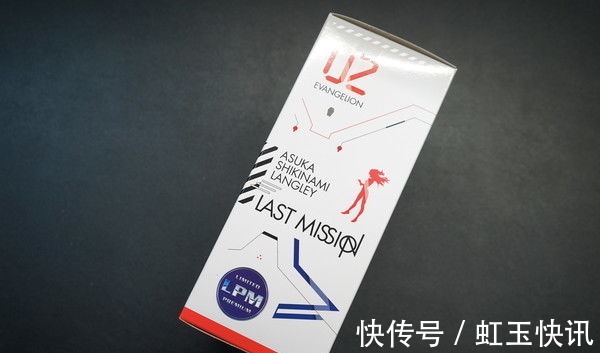 02
EVANGELION
ASUKA
SHIKINAMI
LANGLEY
LAST MISSION
LIMITED
LPM
PREMIUM
快传号 / 虹玉快讯